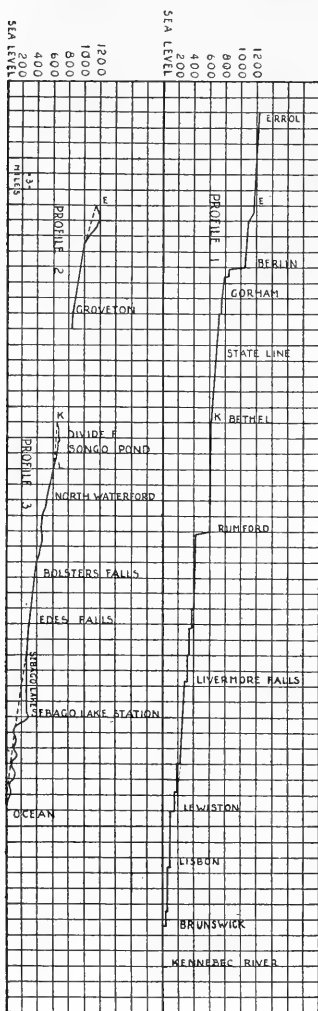 SEA LEVEL
200
400
600
800
1000
1200
SEA LEVEL
200
400
600
800
1000
1200
ERROL
E
BERLIN
GORHAM
PROFILE 1
STATE LINE
K BETHEL
RUMFORD
LIVERMORE FALLS
LEWISTON
LISBON
BRUNSWICK
KENNEBEC RIVER
E
PROFILE 2
GROVETON
"3"
MILES
K
DIVIDE F
SONGO POND
L
NORTH WATERFORD
PROFILE 3
BOLSTERS FALLS
EDES FALLS
SEBAGO LAKE
SEBAGO LAKE STATION
OCEAN